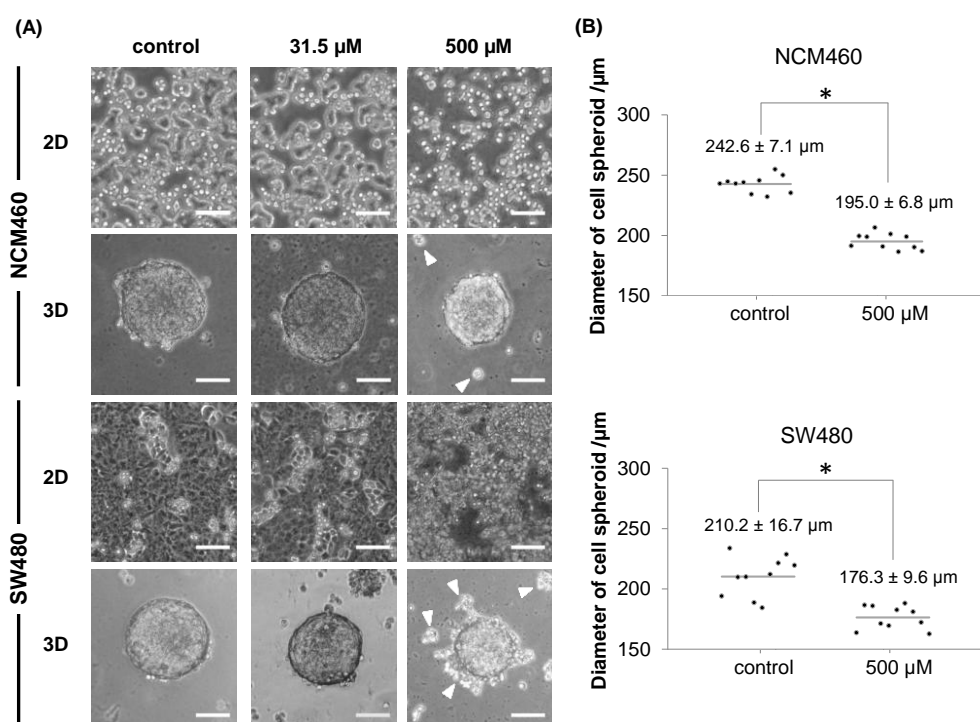 (A)
control 31.5 µM 500 µM
NCM460
2D
3D
SW480
2D
3D
(B)
NCM460
*
Diameter of cell spheroid /µm
300
250
200
150
242.6 ± 7.1 µm
195.0 ± 6.8 µm
control 500 µM
SW480
*
Diameter of cell spheroid /µm
300
250
200
150
210.2 ± 16.7 µm
176.3 ± 9.6 µm
control 500 µM